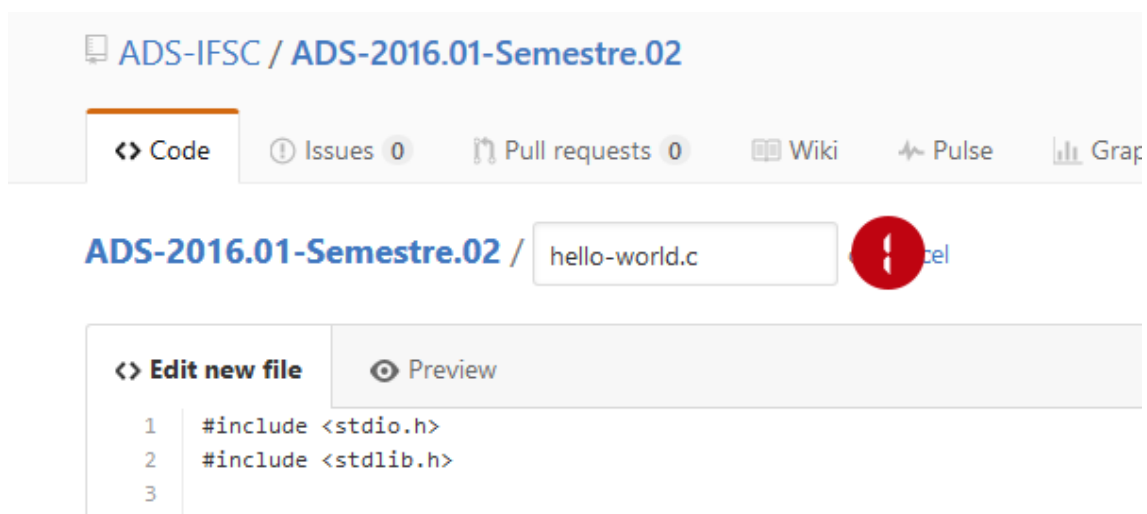 ADS-IFSC / ADS-2016.01-Semestre.02
Code Issues 0 Pull requests 0 Wiki Pulse
ADS-2016.01-Semestre.02 / hello-world.c 1
Edit new file Preview
1 #include <stdio.h>
2 #include <stdlib.h>
3